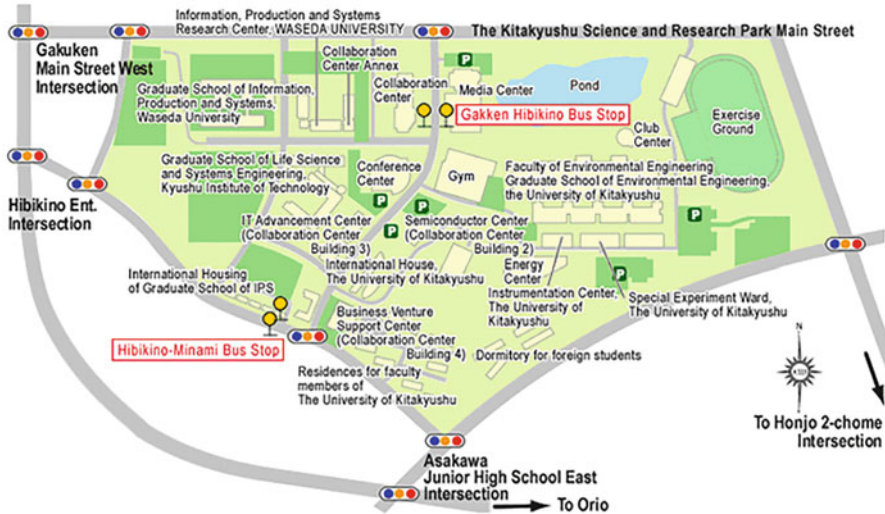 Information, Production and Systems
Research Center, WASEDA UNIVERSITY
The Kitakyushu Science and Research Park Main Street
Gakuken
Main Street West
Intersection
Collaboration
Center Annex
P
Collaboration
Center
Media Center
Pond
Graduate School of Information,
Production and Systems,
Waseda University
Gakken Hibikino Bus Stop
Exercise
Ground
Club
Center
Hibikino Ent.
Intersection
Graduate School of Life Science
and Systems Engineering,
Kyushu Institute of Technology
Conference
Center
Gym
Faculty of Environmental Engineering
Graduate School of Environmental Engineering,
the University of Kitakyushu
P
P
P
IT Advancement Center
(Collaboration Center
Building 3)
Semiconductor Center
(Collaboration Center
Building 2)
International House,
The University of Kitakyushu
Energy
Center
P
Instrumentation Center,
The University of
Kitakyushu
Special Experiment Ward,
The University of Kitakyushu
International Housing
of Graduate School of IPS
Business Venture
Support Center
(Collaboration Center
Building 4)
Hibikino-Minami Bus Stop
Dormitory for foreign students
Residences for faculty
members of
The University of Kitakyushu
N
To Honjo 2-chome
Intersection
Asakawa
Junior High School East
Intersection
To Orio